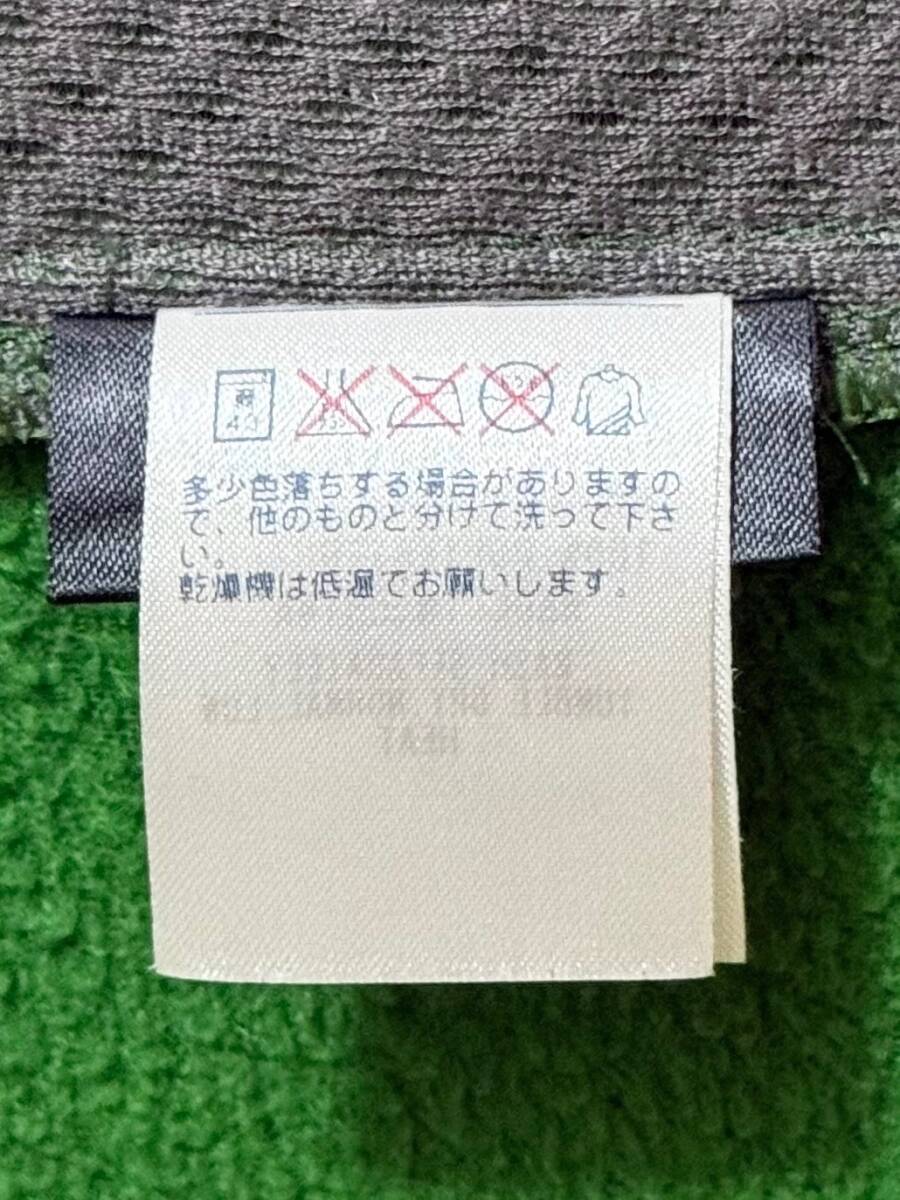 弱
40
多少色落ちする場合がありますの
で、他のものと分けて洗って下さ
い。
乾燥機は低温でお願いします。